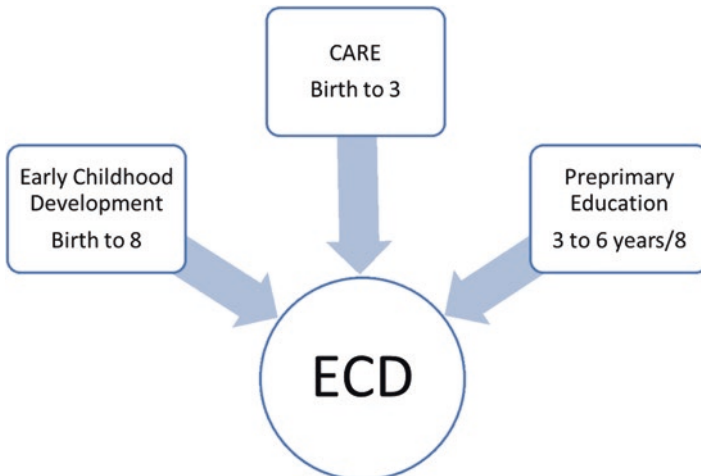 CARE
Birth to 3
Early Childhood
Development
Birth to 8
Preprimary
Education
3 to 6 years/8
ECD